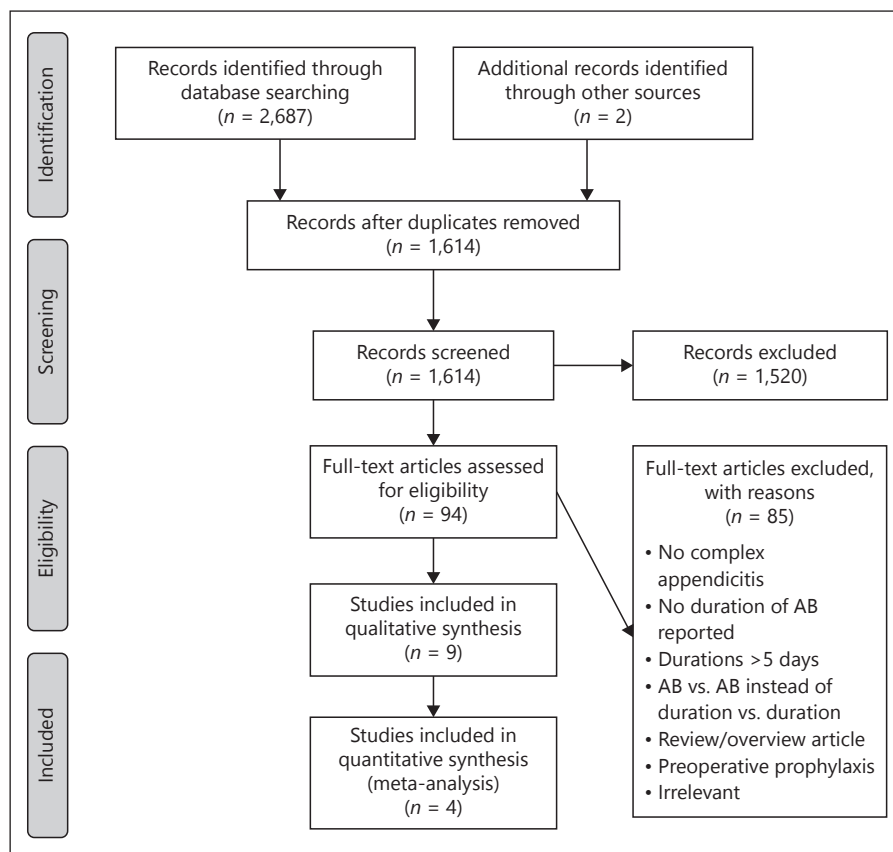 Identification
Records identified through
database searching
(n = 2,687)
Additional records identified
through other sources
(n = 2)
Records after duplicates removed
(n = 1,614)
Screening
Records screened
(n = 1,614)
Records excluded
(n = 1,520)
Eligibility
Full-text articles assessed
for eligibility
(n = 94)
Full-text articles excluded,
with reasons
(n = 85)
• No complex
appendicitis
• No duration of AB
reported
• Durations >5 days
• AB vs. AB instead of
duration vs. duration
• Review/overview article
• Preoperative prophylaxis
• Irrelevant
Studies included in
qualitative synthesis
(n = 9)
Included
Studies included in
quantitative synthesis
(meta-analysis)
(n = 4)